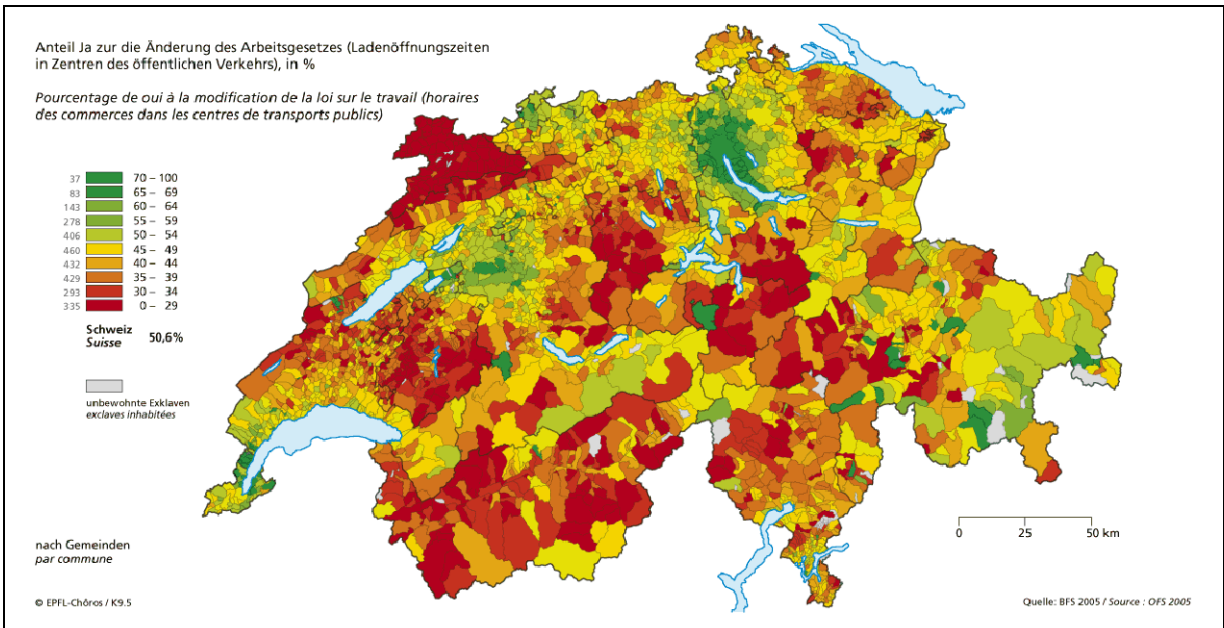 Anteil Ja zur die Änderung des Arbeitsgesetzes (Ladenöffnungszeiten
in Zentren des öffentlichen Verkehrs), in %
Pourcentage de oui à la modification de la loi sur le travail (horaires
des commerces dans les centres de transports publics)
37 70 – 100
83 65 – 69
143 60 – 64
278 55 – 59
406 50 – 54
460 45 – 49
432 40 – 44
429 35 – 39
293 30 – 34
335 0 – 29
Schweiz
Suisse 50,6%
unbewohnte Exklaven
exclaves inhabitées
0 25 50 km
nach Gemeinden
par commune
© EPFL-Chôros / K9.5
Quelle: BFS 2005 / Source : OFS 2005